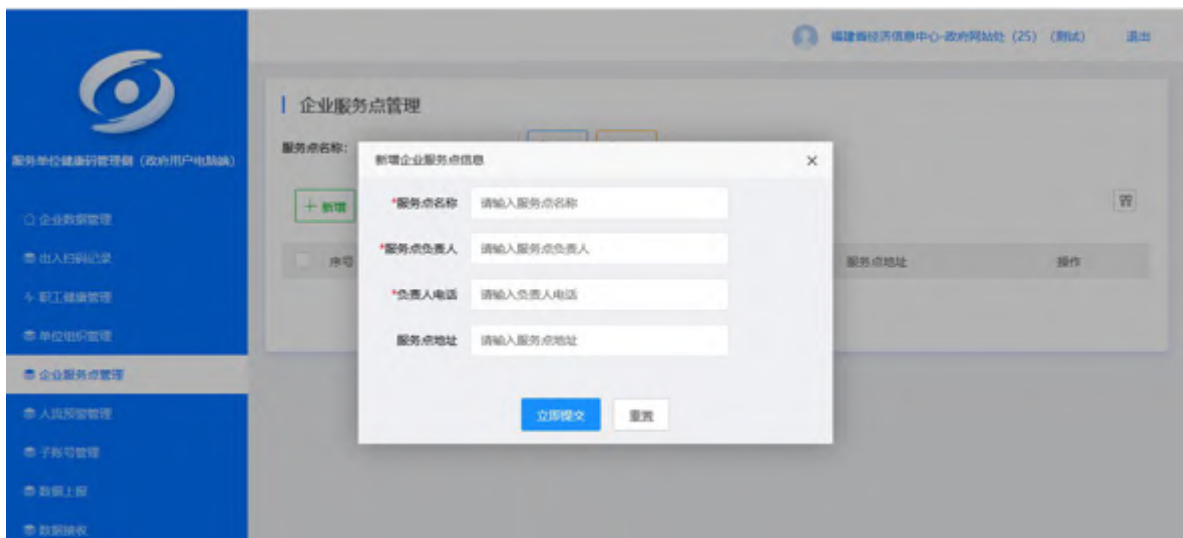 福建省经济信息中心-政府网站处（25）（测试） 退出
服务单位健康码管理侧（政府用户电脑端）
企业数据管理
出入扫码记录
职工健康管理
单位组织管理
企业服务点管理
人流预警管理
子账号管理
数据上报
数据接收
企业服务点管理
服务点名称：
新增
序号 服务点地址 操作
新增企业服务点信息
*服务点名称 请输入服务点名称
*服务点负责人 请输入服务点负责人
*负责人电话 请输入负责人电话
服务点地址 请输入服务点地址
立即提交 重置